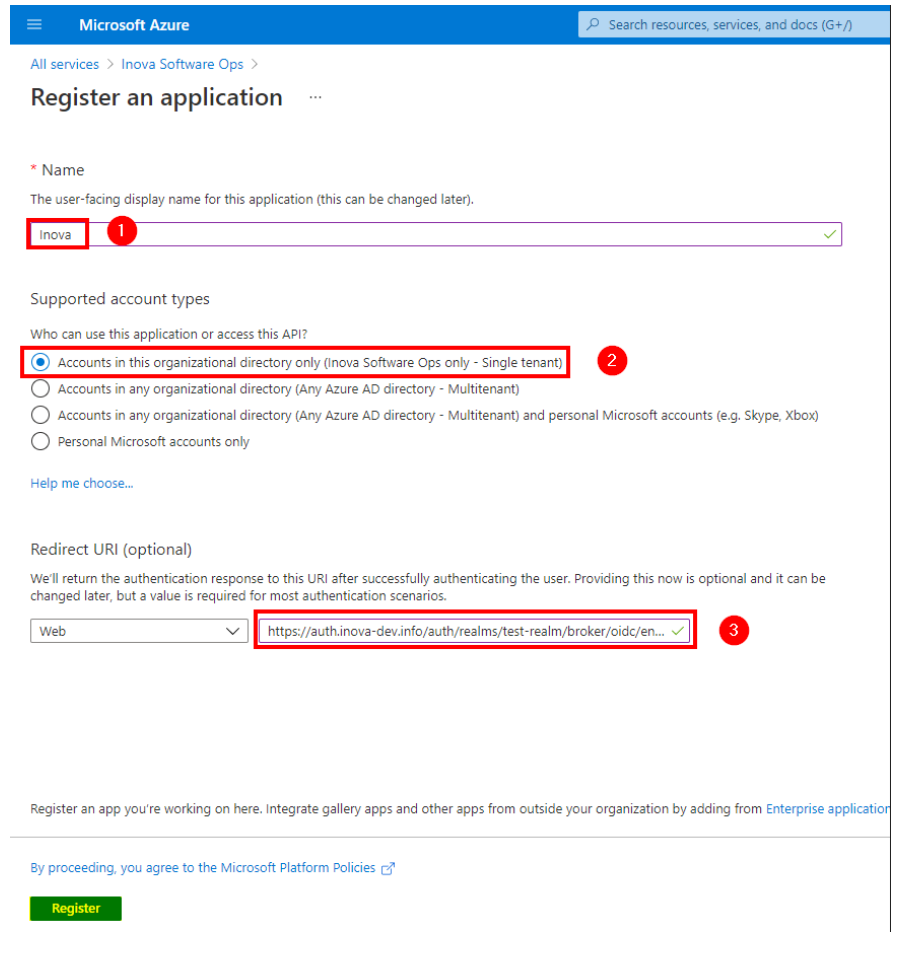 Microsoft Azure
Search resources, services, and docs (G+/)
All services > Inova Software Ops >
Register an application ...
* Name
The user-facing display name for this application (this can be changed later).
Inova
1
Supported account types
Who can use this application or access this API?
Accounts in this organizational directory only (Inova Software Ops only - Single tenant)
2
Accounts in any organizational directory (Any Azure AD directory - Multitenant)
Accounts in any organizational directory (Any Azure AD directory - Multitenant) and personal Microsoft accounts (e.g. Skype, Xbox)
Personal Microsoft accounts only
Help me choose...
Redirect URI (optional)
We'll return the authentication response to this URI after successfully authenticating the user. Providing this now is optional and it can be
changed later, but a value is required for most authentication scenarios.
Web
https://auth.inova-dev.info/auth/realms/test-realm/broker/oidc/en...
3
Register an app you're working on here. Integrate gallery apps and other apps from outside your organization by adding from Enterprise application
By proceeding, you agree to the Microsoft Platform Policies
Register